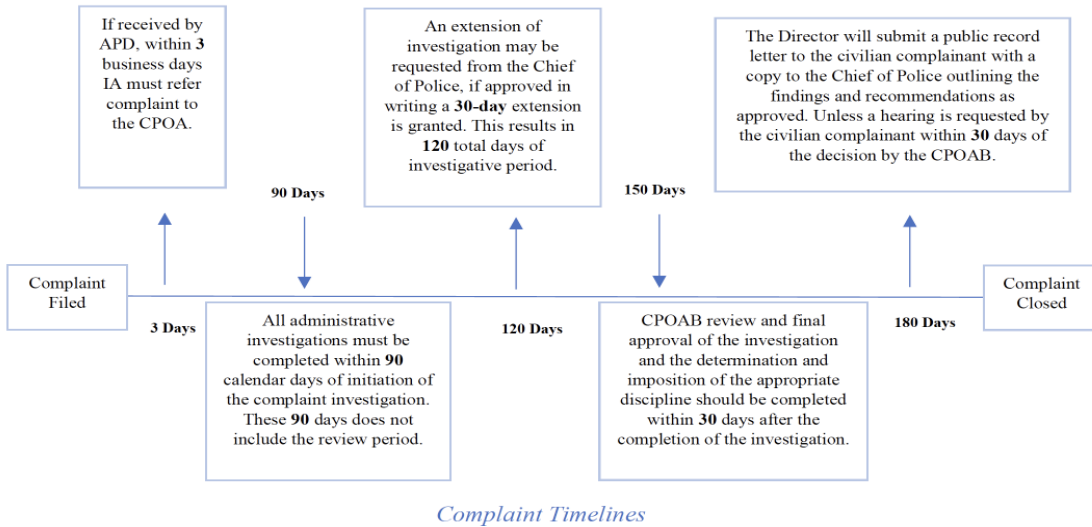 If received by
APD, within 3
business days
IA must refer
complaint to
the CPOA.
An extension of
investigation may be
requested from the Chief
of Police, if approved in
writing a 30-day extension
is granted. This results in
120 total days of
investigative period.
The Director will submit a public record
letter to the civilian complainant with a
copy to the Chief of Police outlining the
findings and recommendations as
approved. Unless a hearing is requested by
the civilian complainant within 30 days of
the decision by the CPOAB.
90 Days
150 Days
Complaint
Filed
Complaint
Closed
3 Days
120 Days
180 Days
All administrative
investigations must be
completed within 90
calendar days of initiation of
the complaint investigation.
These 90 days does not
include the review period.
CPOAB review and final
approval of the investigation
and the determination and
imposition of the appropriate
discipline should be completed
within 30 days after the
completion of the investigation.
Complaint Timelines